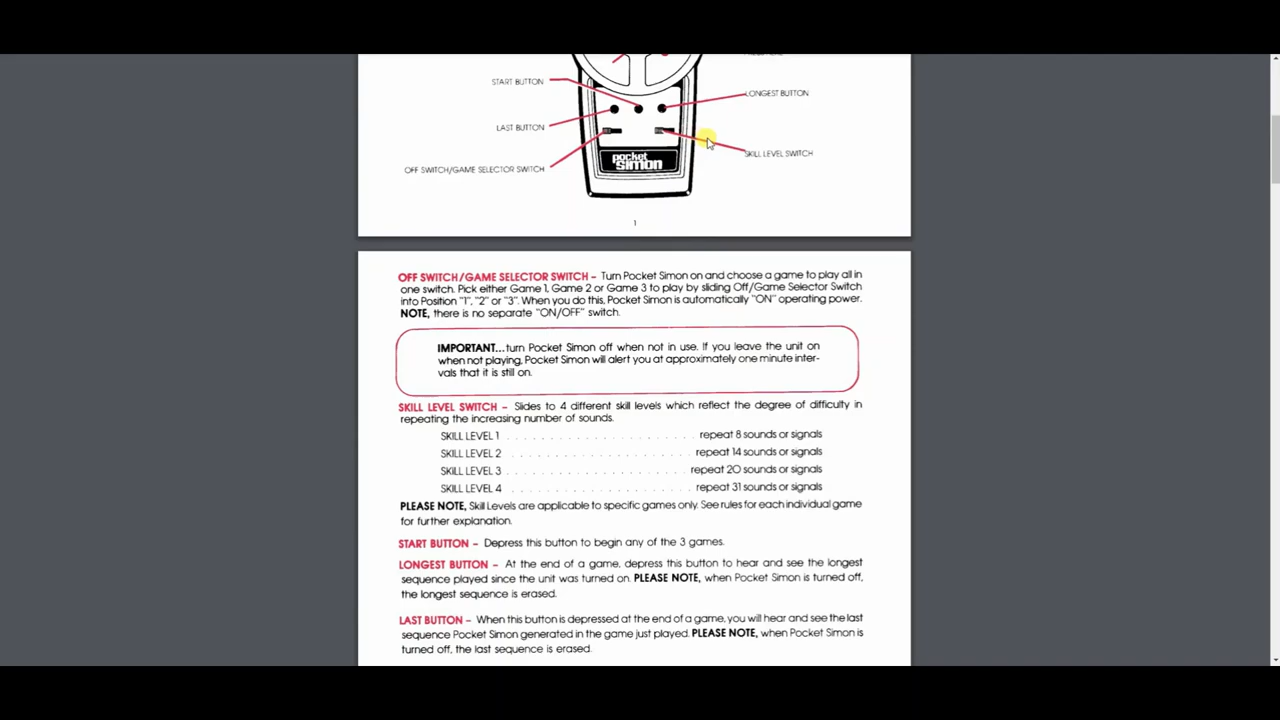 START BUTTON
LONGEST BUTTON
LAST BUTTON
SKILL LEVEL SWITCH
OFF SWITCH/GAME SELECTOR SWITCH
pocket
simon
1
OFF SWITCH/GAME SELECTOR SWITCH – Turn Pocket Simon on and choose a game to play all in
one switch. Pick either Game 1, Game 2 or Game 3 to play by sliding Off/Game Selector Switch
into Position "1", "2" or "3". When you do this, Pocket Simon is automatically "ON" operating power.
NOTE, there is no separate "ON/OFF" switch.
IMPORTANT...turn Pocket Simon off when not in use. If you leave the unit on
when not playing, Pocket Simon will alert you at approximately one minute inter-
vals that it is still on.
SKILL LEVEL SWITCH – Slides to 4 different skill levels which reflect the degree of difficulty in
repeating the increasing number of sounds.
SKILL LEVEL 1 . . . . . . . . . . . . . . . . . . . . . repeat 8 sounds or signals
SKILL LEVEL 2 . . . . . . . . . . . . . . . . . . . . repeat 14 sounds or signals
SKILL LEVEL 3 . . . . . . . . . . . . . . . . . . . . repeat 20 sounds or signals
SKILL LEVEL 4 . . . . . . . . . . . . . . . . . . . . repeat 31 sounds or signals
PLEASE NOTE, Skill Levels are applicable to specific games only. See rules for each individual game
for further explanation.
START BUTTON – Depress this button to begin any of the 3 games.
LONGEST BUTTON – At the end of a game, depress this button to hear and see the longest
sequence played since the unit was turned on. PLEASE NOTE, when Pocket Simon is turned off,
the longest sequence is erased.
LAST BUTTON – When this button is depressed at the end of a game, you will hear and see the last
sequence Pocket Simon generated in the game just played. PLEASE NOTE, when Pocket Simon is
turned off, the last sequence is erased.